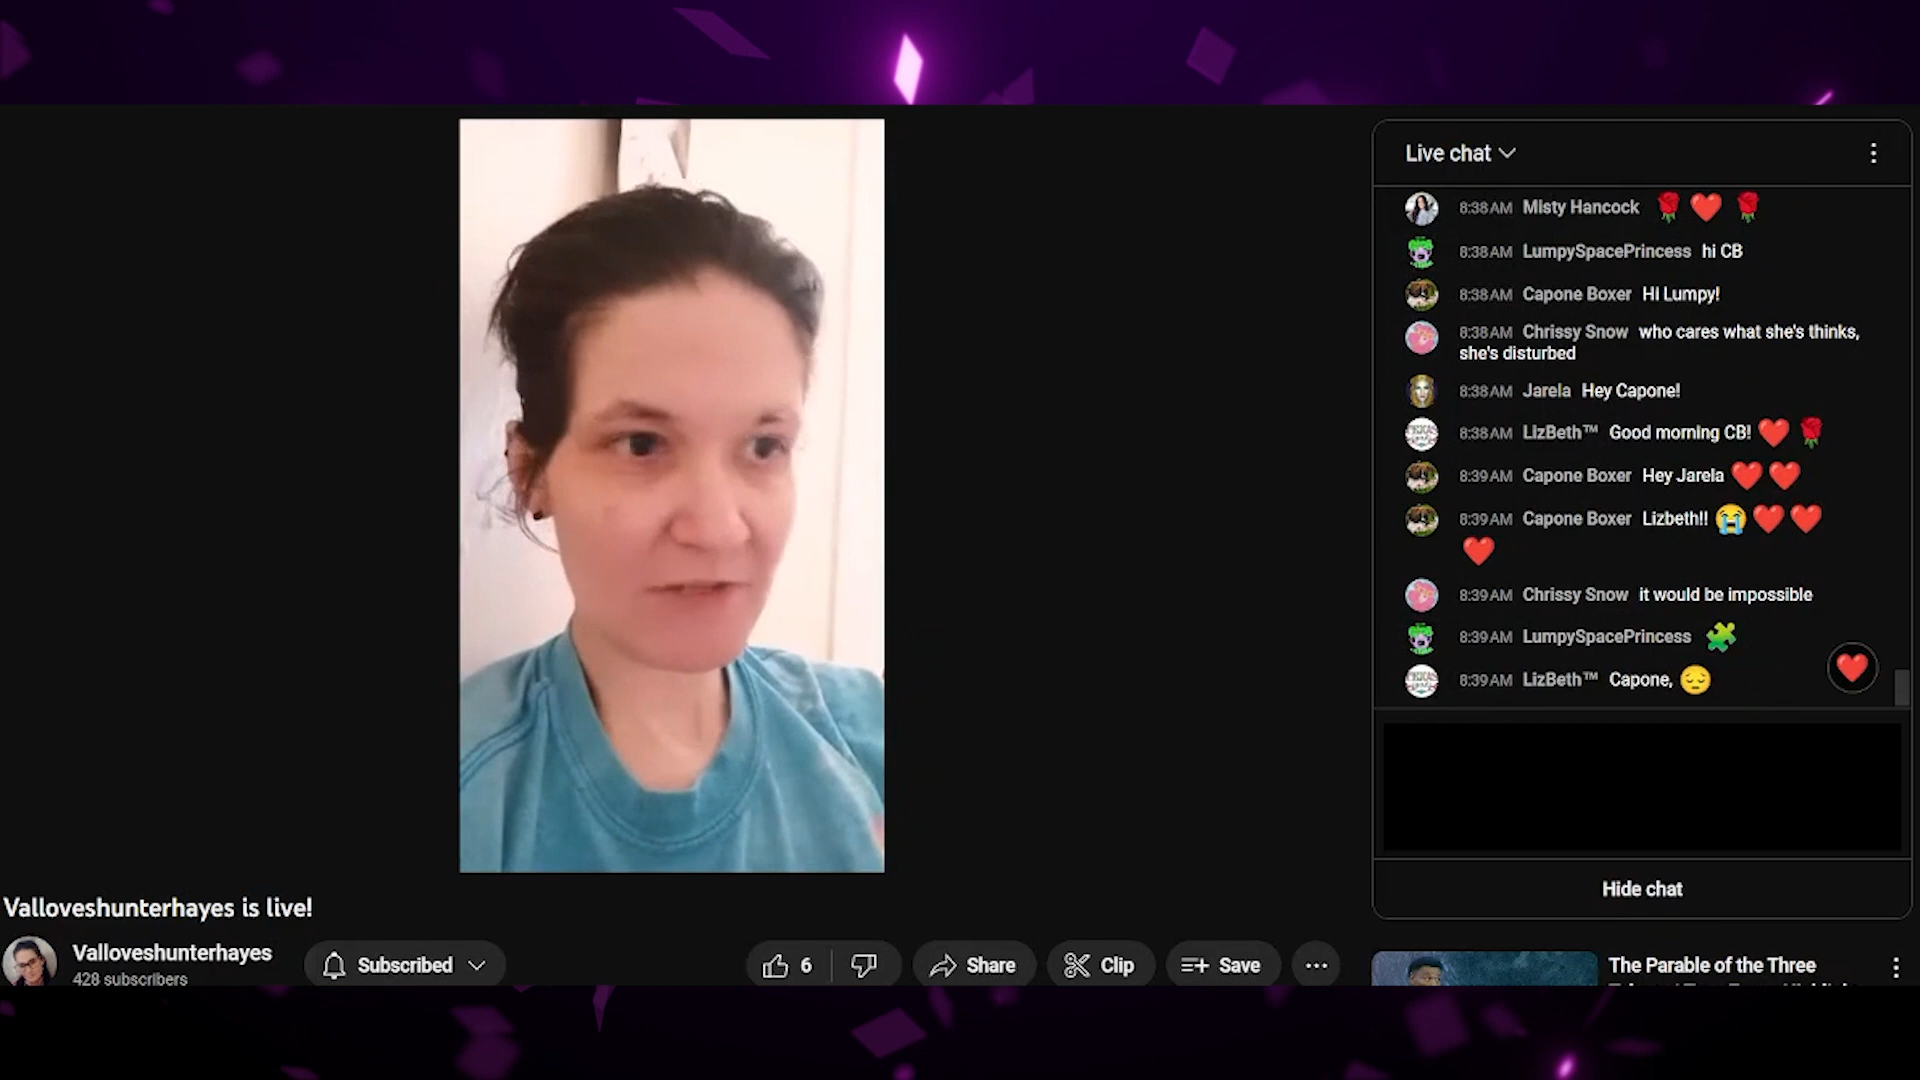 Live chat
8:38 AM MIsty Hancock
8:38 AM LumpySpacePrincess hi CB
8:38 AM Capone Boxer HI Lumpy!
8:38 AM Chrissy Snow who cares what she's thinks,
she's disturbed
8:38 AM Jarela Hey Capone!
8:38 AM LizBeth™ Good morning CB!
8:39 AM Capone Boxer Hey Jarela
8:39 AM Capone Boxer Lizbeth!!
8:39 AM Chrissy Snow it would be impossible
8:39 AM LumpySpacePrincess
8:39 AM LizBeth™ Capone,
Hide chat
Valloveshunterhayes is live!
Valloveshunterhayes
428 subscribers
Subscribed
6
Share
Clip
Save
The Parable of the Three